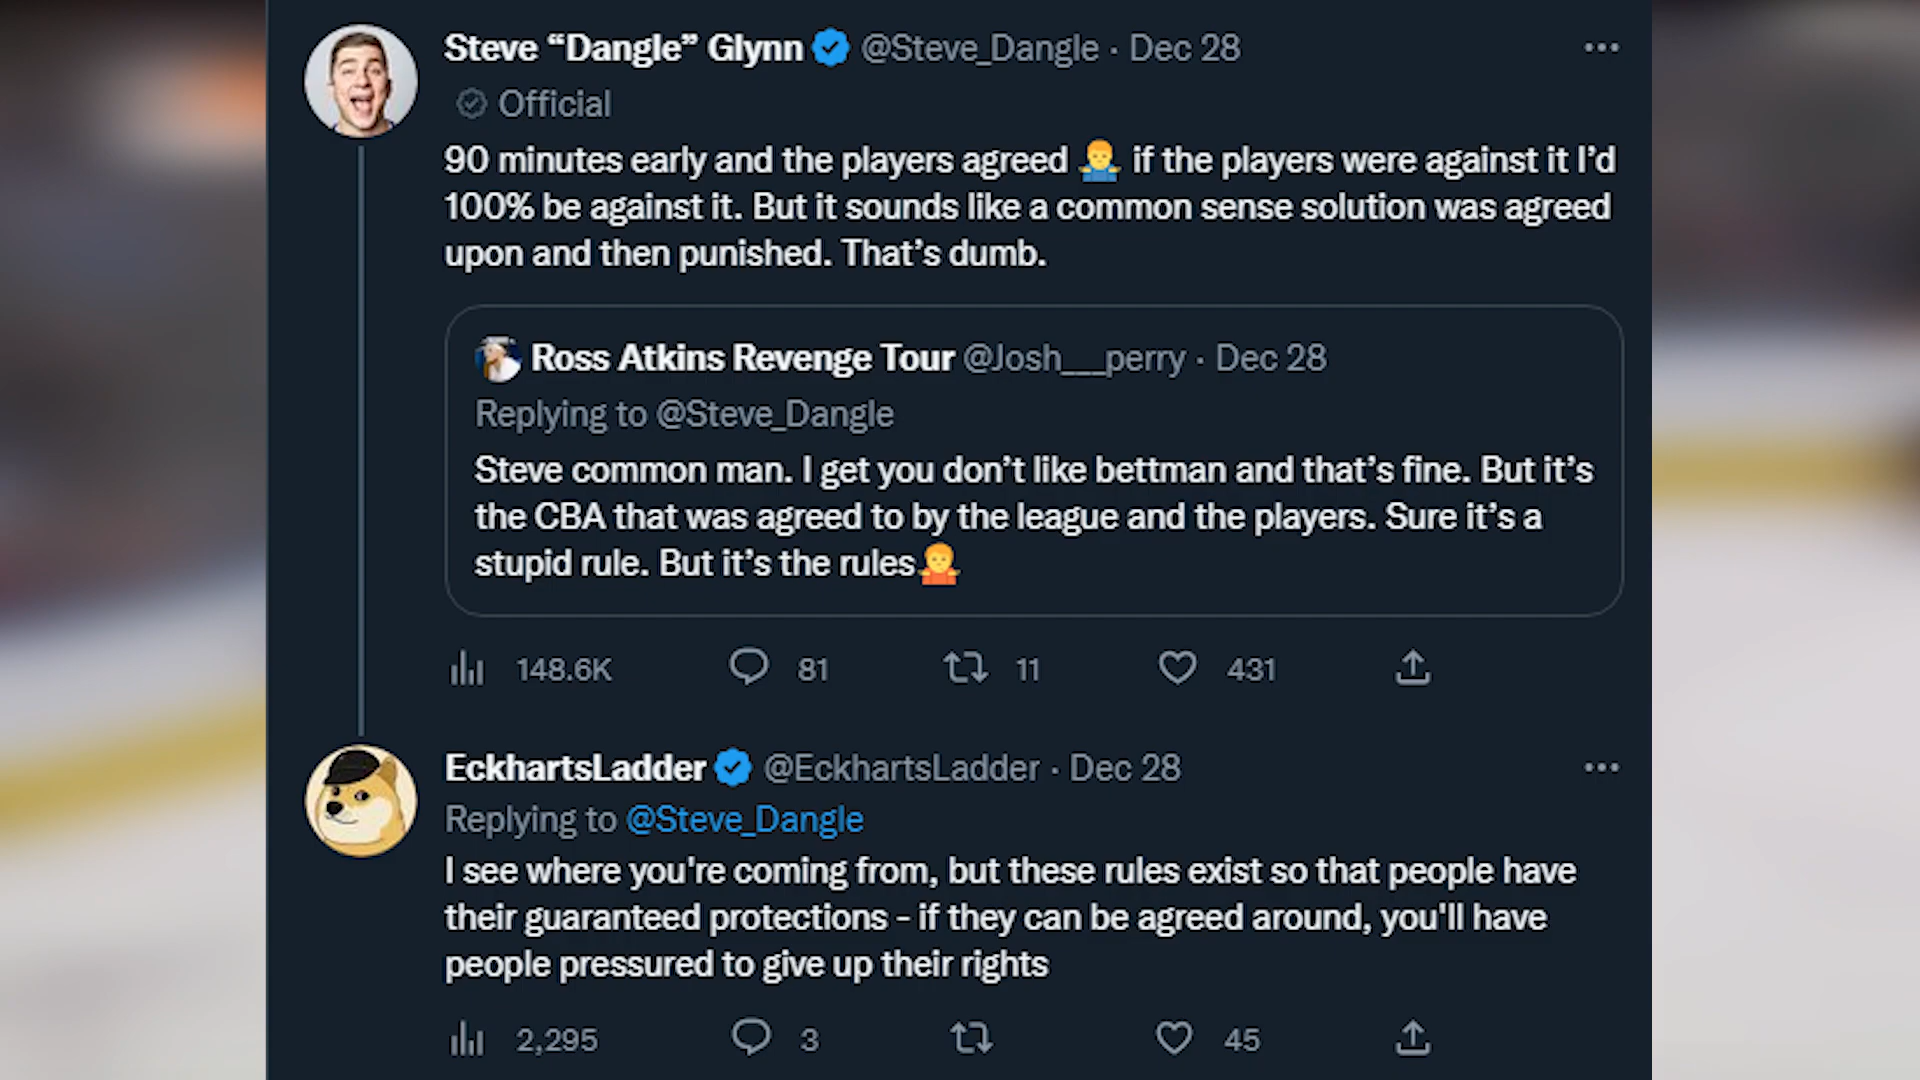 Steve “Dangle” Glynn @Steve_Dangle · Dec 28
Official
90 minutes early and the players agreed 🤷‍♂️ if the players were against it I’d
100% be against it. But it sounds like a common sense solution was agreed
upon and then punished. That’s dumb.
Ross Atkins Revenge Tour @Josh___perry · Dec 28
Replying to @Steve_Dangle
Steve common man. I get you don’t like bettman and that’s fine. But it’s
the CBA that was agreed to by the league and the players. Sure it’s a
stupid rule. But it’s the rules🤷
148.6K 81 11 431
EckhartsLadder @EckhartsLadder · Dec 28
Replying to @Steve_Dangle
I see where you're coming from, but these rules exist so that people have
their guaranteed protections - if they can be agreed around, you'll have
people pressured to give up their rights
2,295 3 45